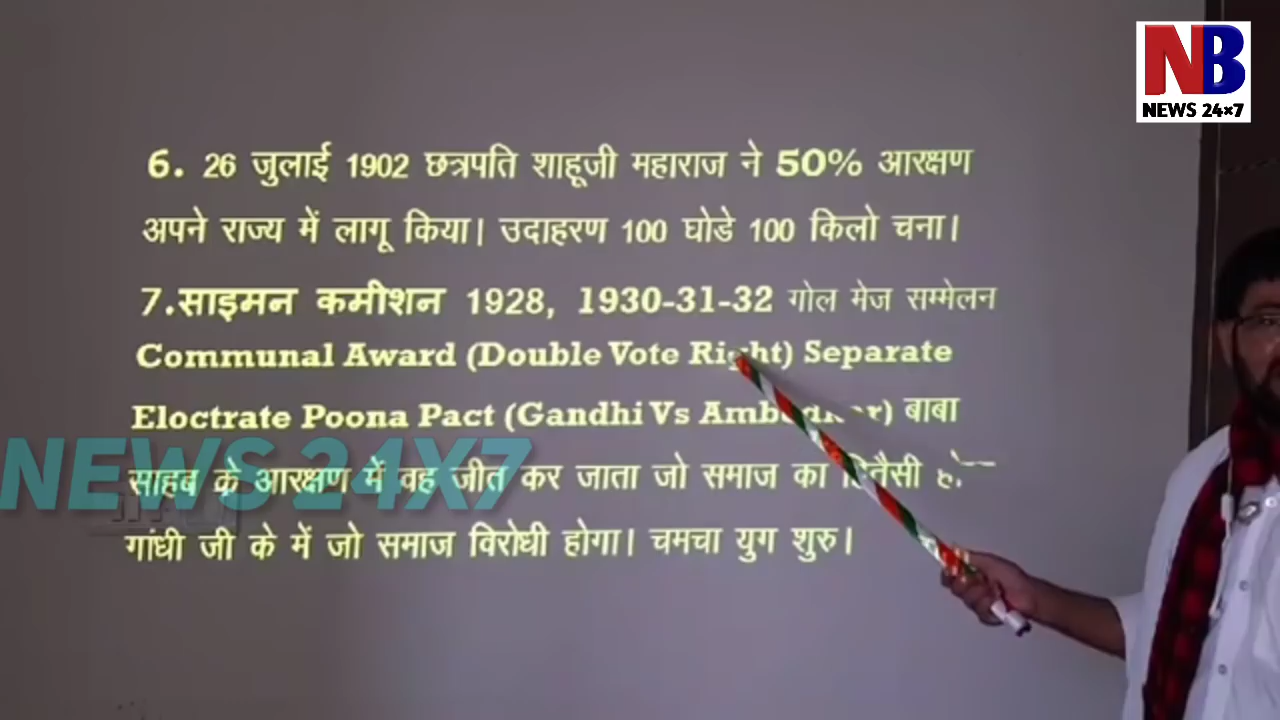 NB
NEWS 24×7
6. 26 जुलाई 1902 छत्रपति शाहूजी महाराज ने 50% आरक्षण
अपने राज्य में लागू किया। उदाहरण 100 घोडे 100 किलो चना।
7.साइमन कमीशन 1928, 1930-31-32 गोल मेज सम्मेलन
Communal Award (Double Vote Right) Separate
Eloctrate Poona Pact (Gandhi Vs Ambedkar) बाबा
साहब के आरक्षण में वह जीत कर जाता जो समाज का हितैसी
गांधी जी के में जो समाज विरोधी होगा। चमचा युग शुरु।
NEWS 24X7